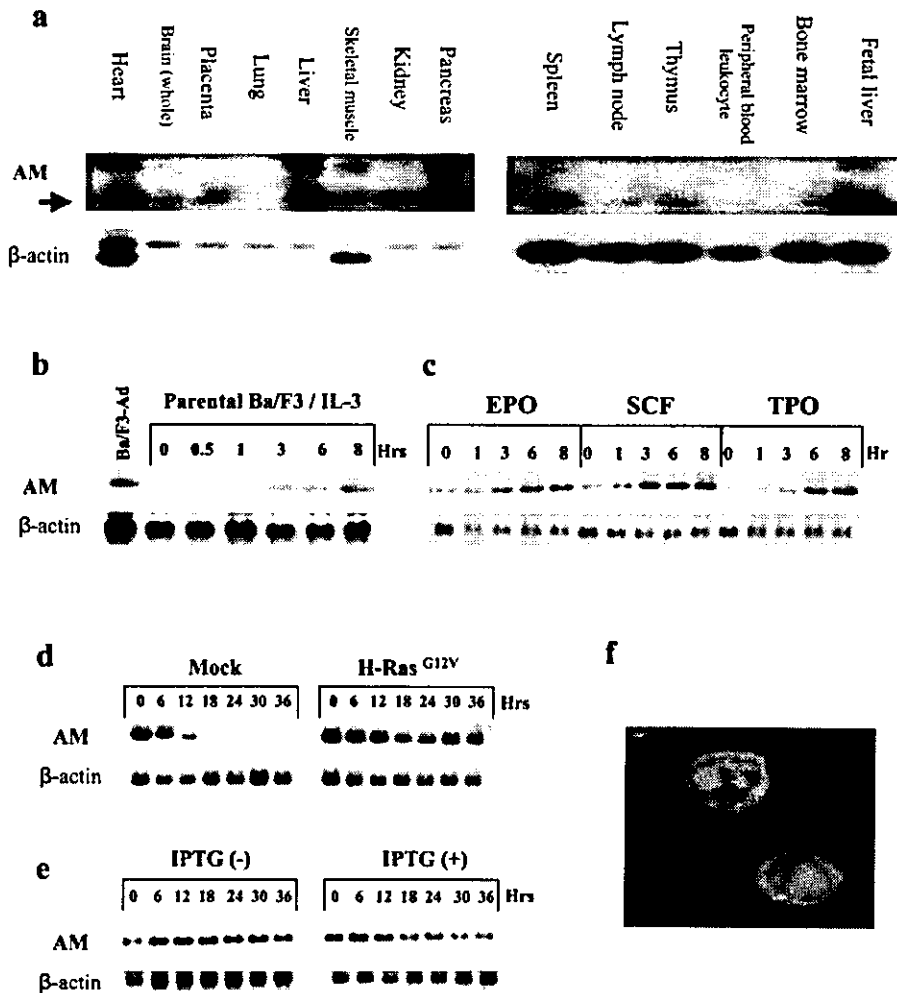 a
Heart
Brain (whole)
Placenta
Lung
Liver
Skeletal muscle
Kidney
Pancreas
Spleen
Lymph node
Thymus
Peripheral blood
leukocyte
Bone marrow
Fetal liver
AM
β-actin
b
Ba/F3-Ad
Parental Ba/F3 / IL-3
0 0.5 1 3 6 8 Hrs
AM
β-actin
c
EPO SCF TPO
0 1 3 6 8 0 1 3 6 8 0 1 3 6 8 Hr
d
Mock H-Ras G12V
0 6 12 18 24 30 36 0 6 12 18 24 30 36 Hrs
AM
β-actin
e
IPTG (-) IPTG (+)
0 6 12 18 24 30 36 0 6 12 18 24 30 36 Hrs
AM
β-actin
f